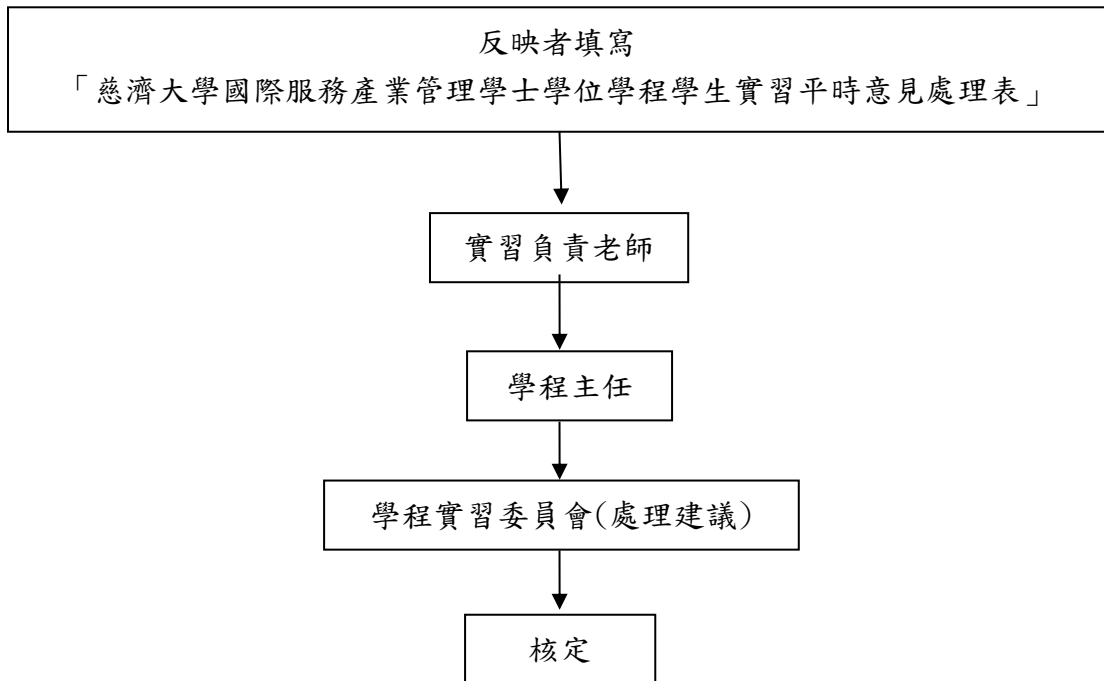 反映者填寫
「慈濟大學國際服務產業管理學士學位學程學生實習平時意見處理表」
實習負責老師
學程主任
學程實習委員會(處理建議)
核定